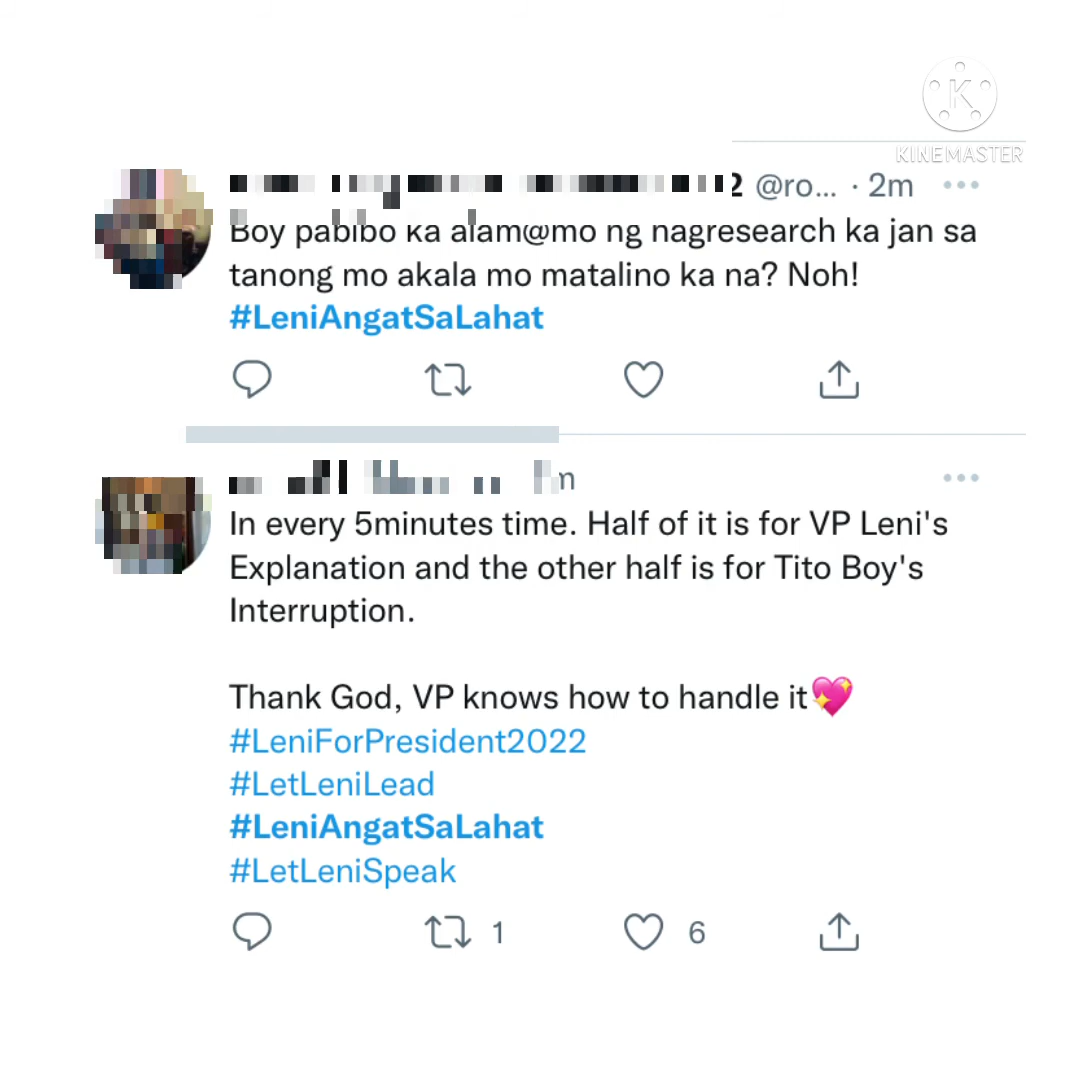 KINEMASTER
2 @ro... · 2m
Boy pabibo ka alam@mo ng nagresearch ka jan sa
tanong mo akala mo matalino ka na? Noh!
#LeniAngatSaLahat
m
In every 5minutes time. Half of it is for VP Leni's
Explanation and the other half is for Tito Boy's
Interruption.
Thank God, VP knows how to handle it💖
#LeniForPresident2022
#LetLeniLead
#LeniAngatSaLahat
#LetLeniSpeak
1 6